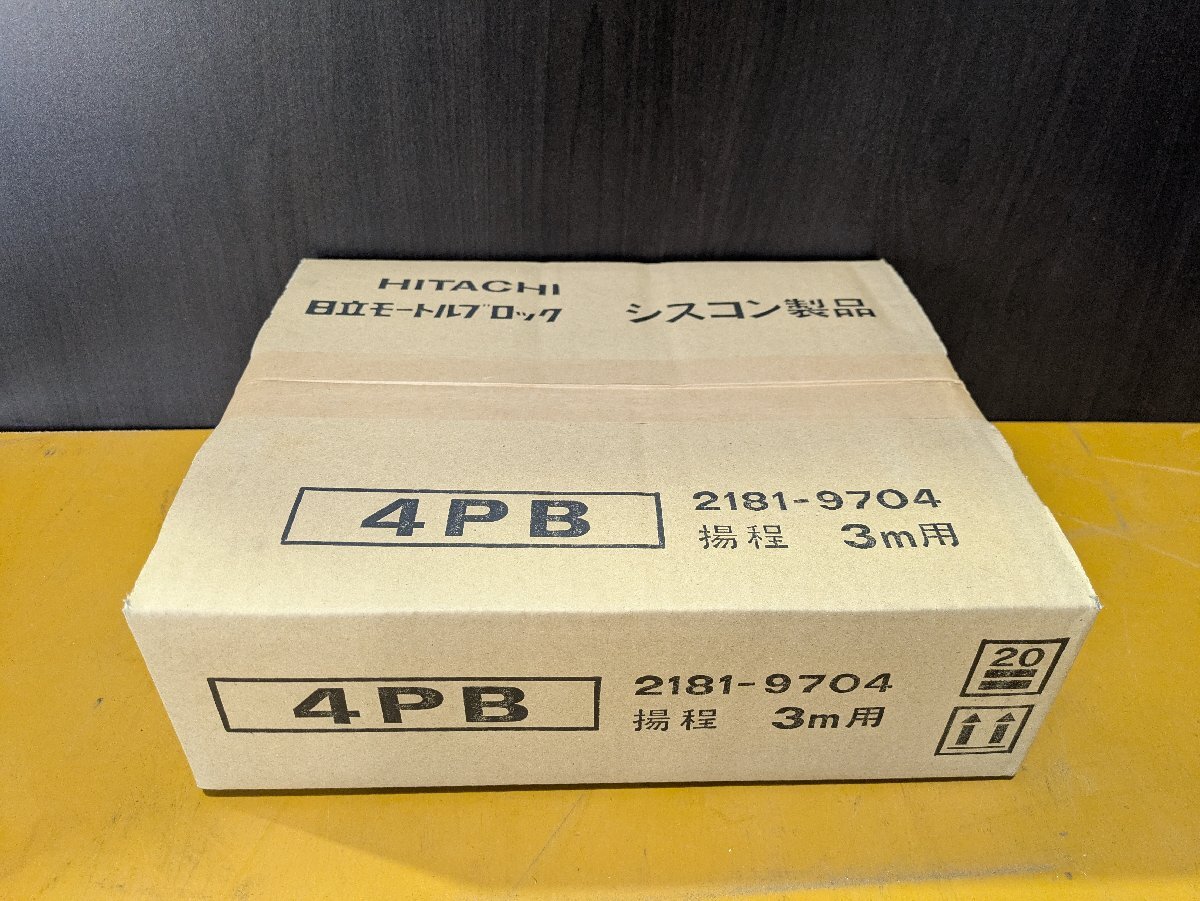 HITACHI
日立モートルブロック シスコン製品
4PB 2181-9704
揚程 3m用
4PB 2181-9704
揚程 3m用
20